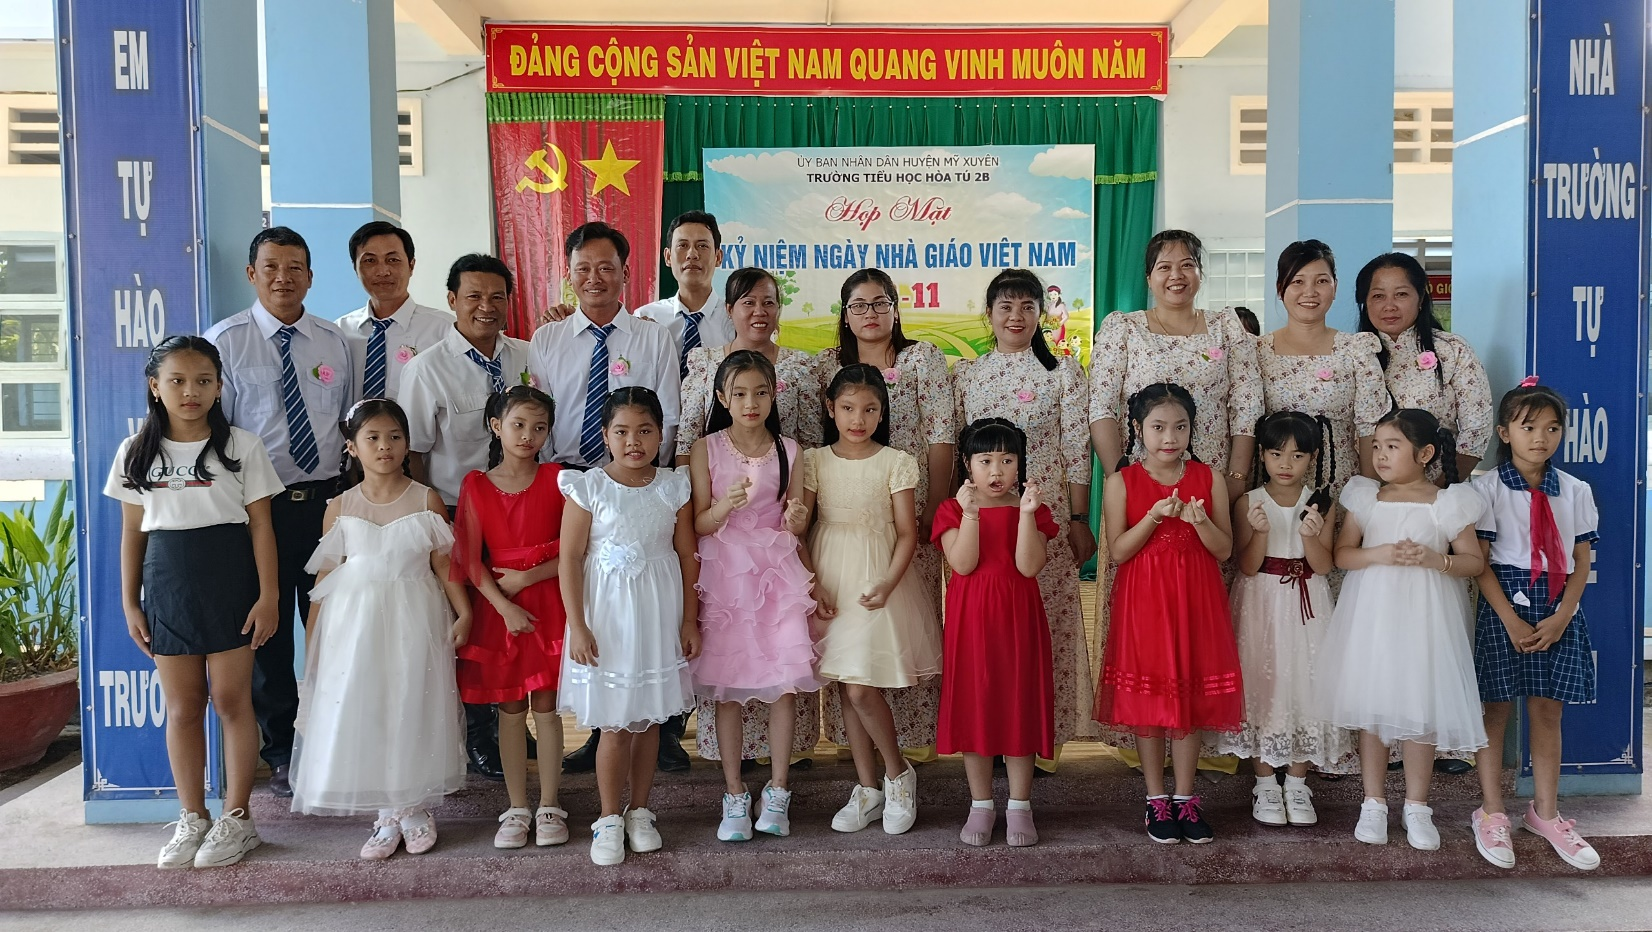 ĐẢNG CỘNG SẢN VIỆT NAM QUANG VINH MUÔN NĂM
ỦY BAN NHÂN DÂN HUYỆN MỸ XUYÊN
TRƯỜNG TIỂU HỌC HÒA TÚ 2B
Họp Mặt
KỶ NIỆM NGÀY NHÀ GIÁO VIỆT NAM
-11
EM
TỰ
HÀO
TRƯỜ
NHÀ
TRƯỜNG
TỰ
HÀO
EM
GUCCI